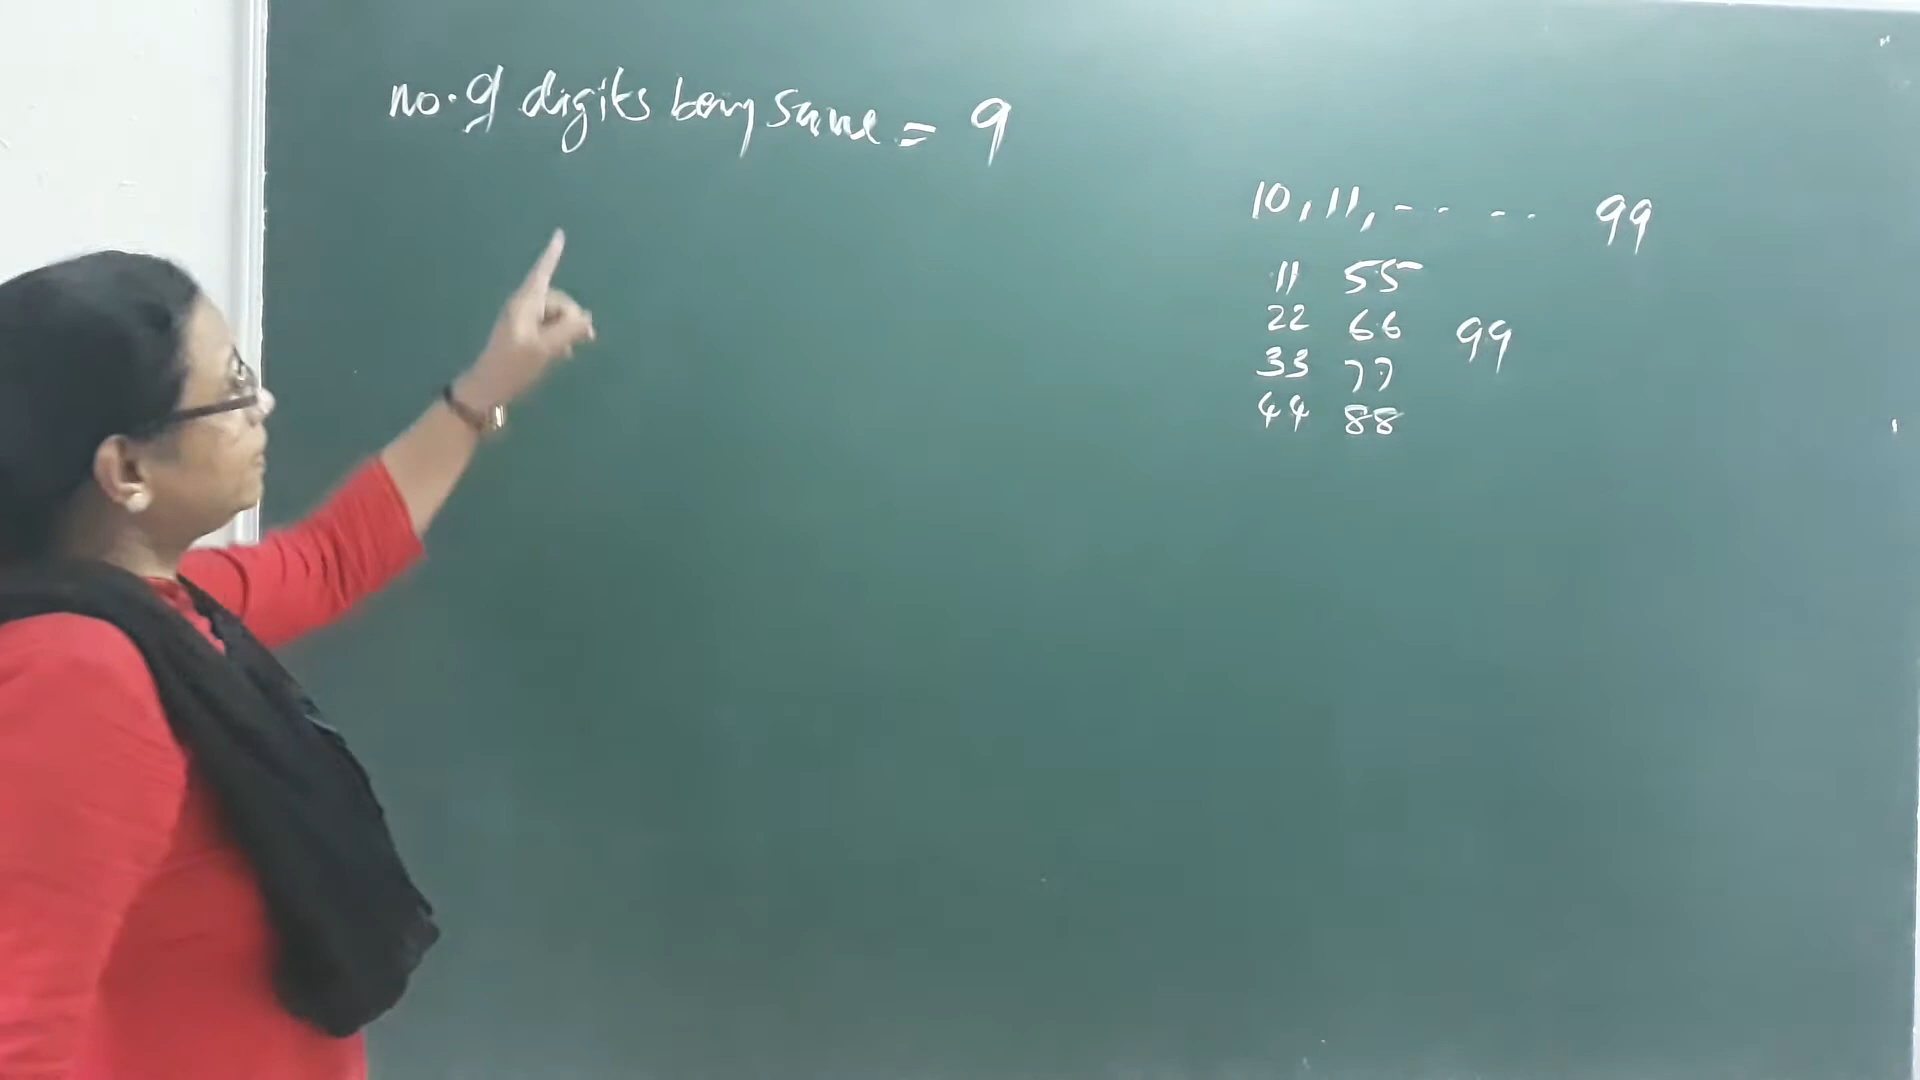 no. of digits being same = 9
10, 11, - - - - 99
11 55
22 66 99
33 77
44 88